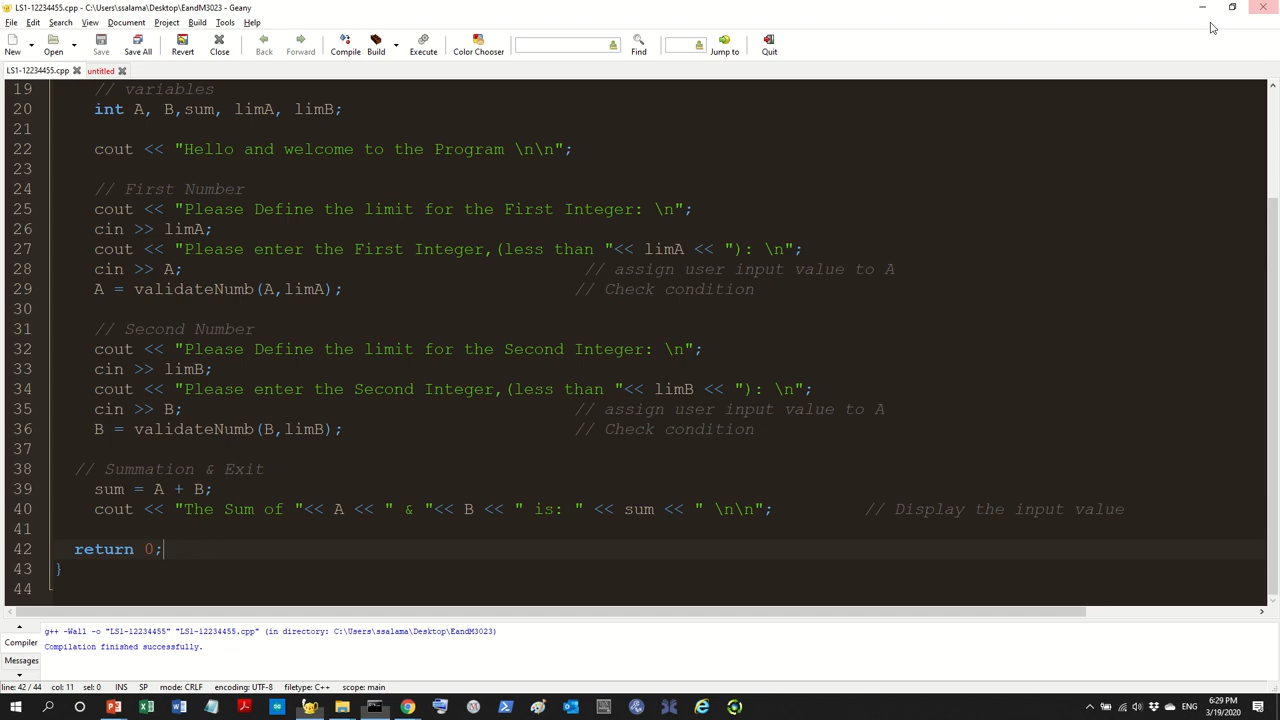 LS1-12234455.cpp - C:\Users\ssalama\Desktop\EandM3023 - Geany
File Edit Search View Document Project Build Tools Help
New Open Save Save All Revert Close Back Forward Compile Build Execute Color Chooser Find Jump to Quit
LS1-12234455.cpp untitled
19 // variables
20 int A, B,sum, limA, limB;
21
22 cout << "Hello and welcome to the Program \n\n";
23
24 // First Number
25 cout << "Please Define the limit for the First Integer: \n";
26 cin >> limA;
27 cout << "Please enter the First Integer,(less than "<< limA << "): \n";
28 cin >> A; // assign user input value to A
29 A = validateNumb(A,limA); // Check condition
30
31 // Second Number
32 cout << "Please Define the limit for the Second Integer: \n";
33 cin >> limB;
34 cout << "Please enter the Second Integer,(less than "<< limB << "): \n";
35 cin >> B; // assign user input value to A
36 B = validateNumb(B,limB); // Check condition
37
38 // Summation & Exit
39 sum = A + B;
40 cout << "The Sum of "<< A << " & "<< B << " is: " << sum << " \n\n"; // Display the input value
41
42 return 0;
43 }
44
Compiler
Messages
g++ -Wall -o "LS1-12234455" "LS1-12234455.cpp" (in directory: C:\Users\ssalama\Desktop\EandM3023)
Compilation finished successfully.
line: 42 / 44 col: 11 sel: 0 INS SP mode: CRLF encoding: UTF-8 filetype: C++ scope: main
6:29 PM
3/19/2020